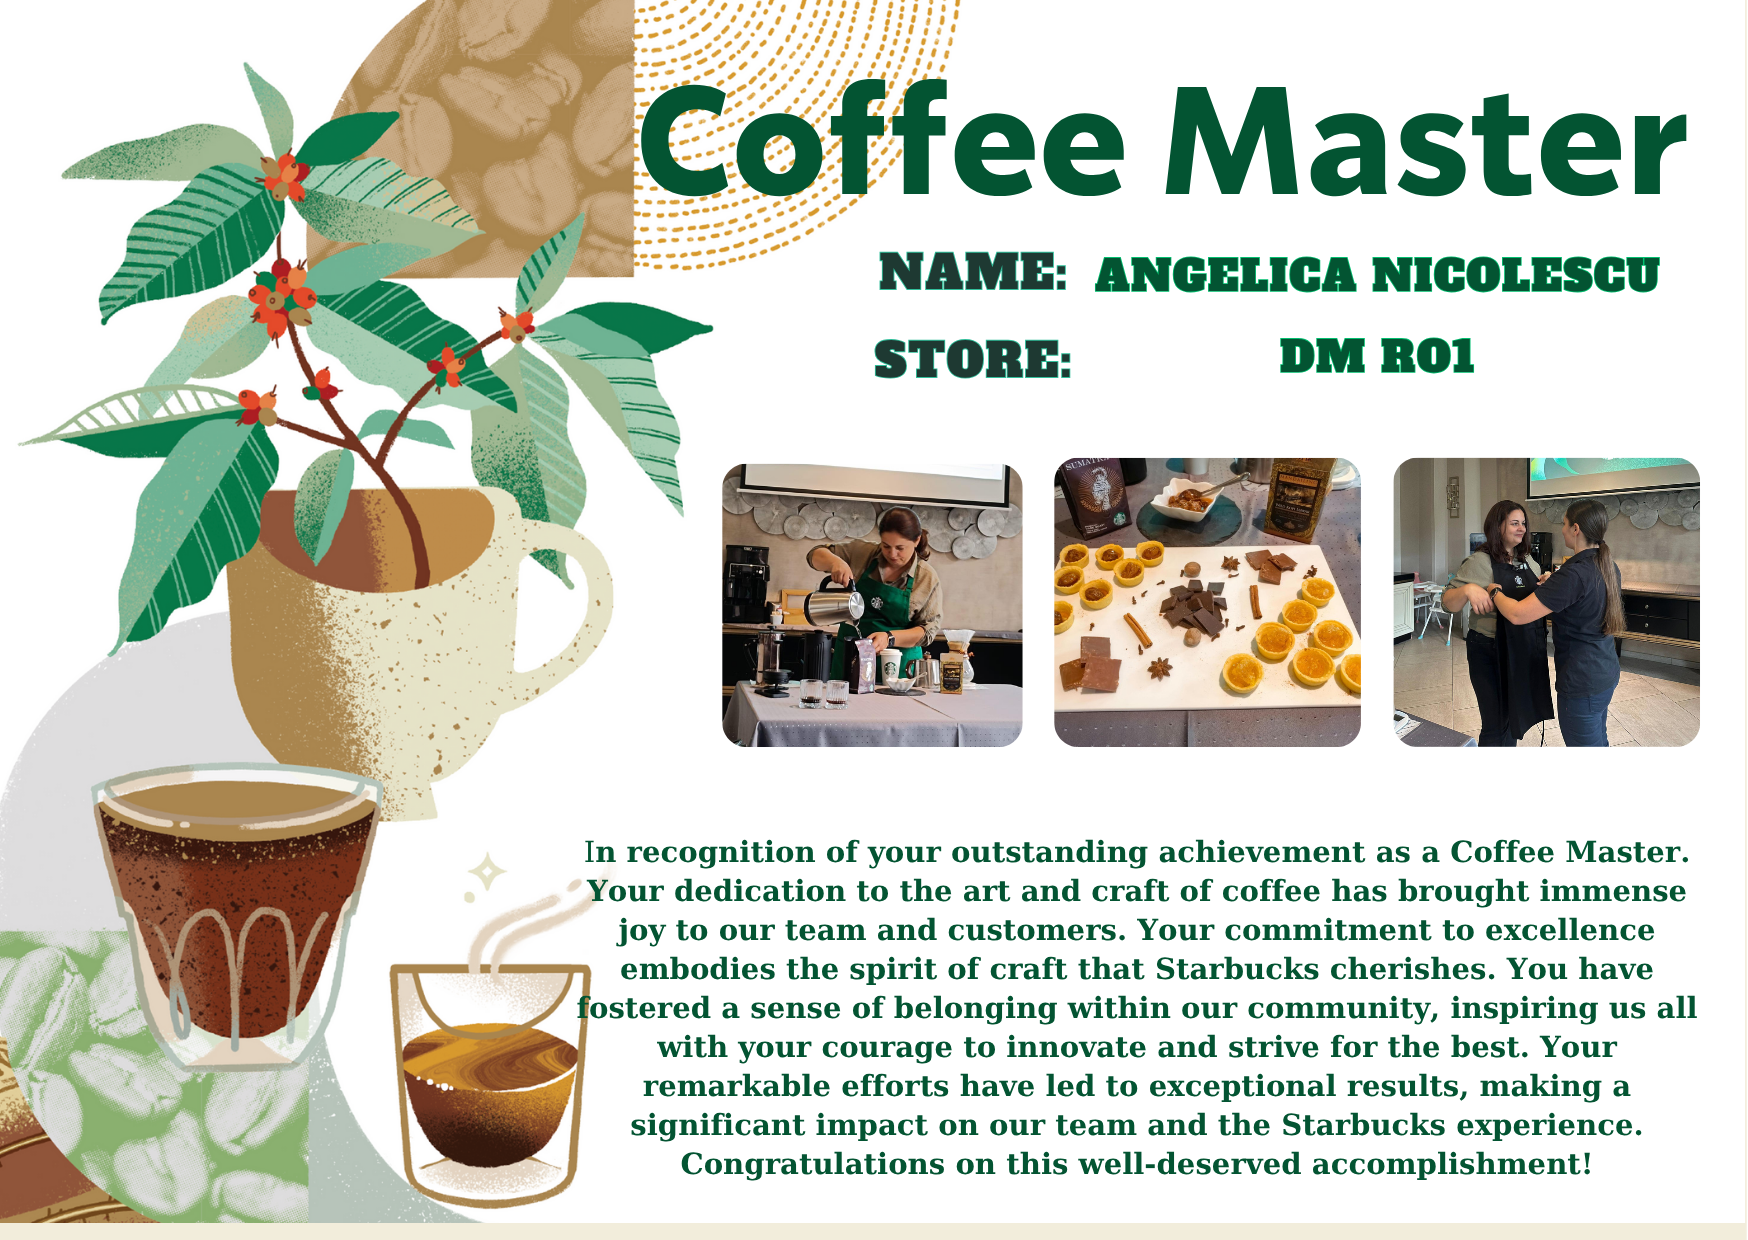 Coffee Master
NAME: ANGELICA NICOLESCU
STORE: DM RO1
SUMATRA
In recognition of your outstanding achievement as a Coffee Master.
Your dedication to the art and craft of coffee has brought immense
joy to our team and customers. Your commitment to excellence
embodies the spirit of craft that Starbucks cherishes. You have
fostered a sense of belonging within our community, inspiring us all
with your courage to innovate and strive for the best. Your
remarkable efforts have led to exceptional results, making a
significant impact on our team and the Starbucks experience.
Congratulations on this well-deserved accomplishment!